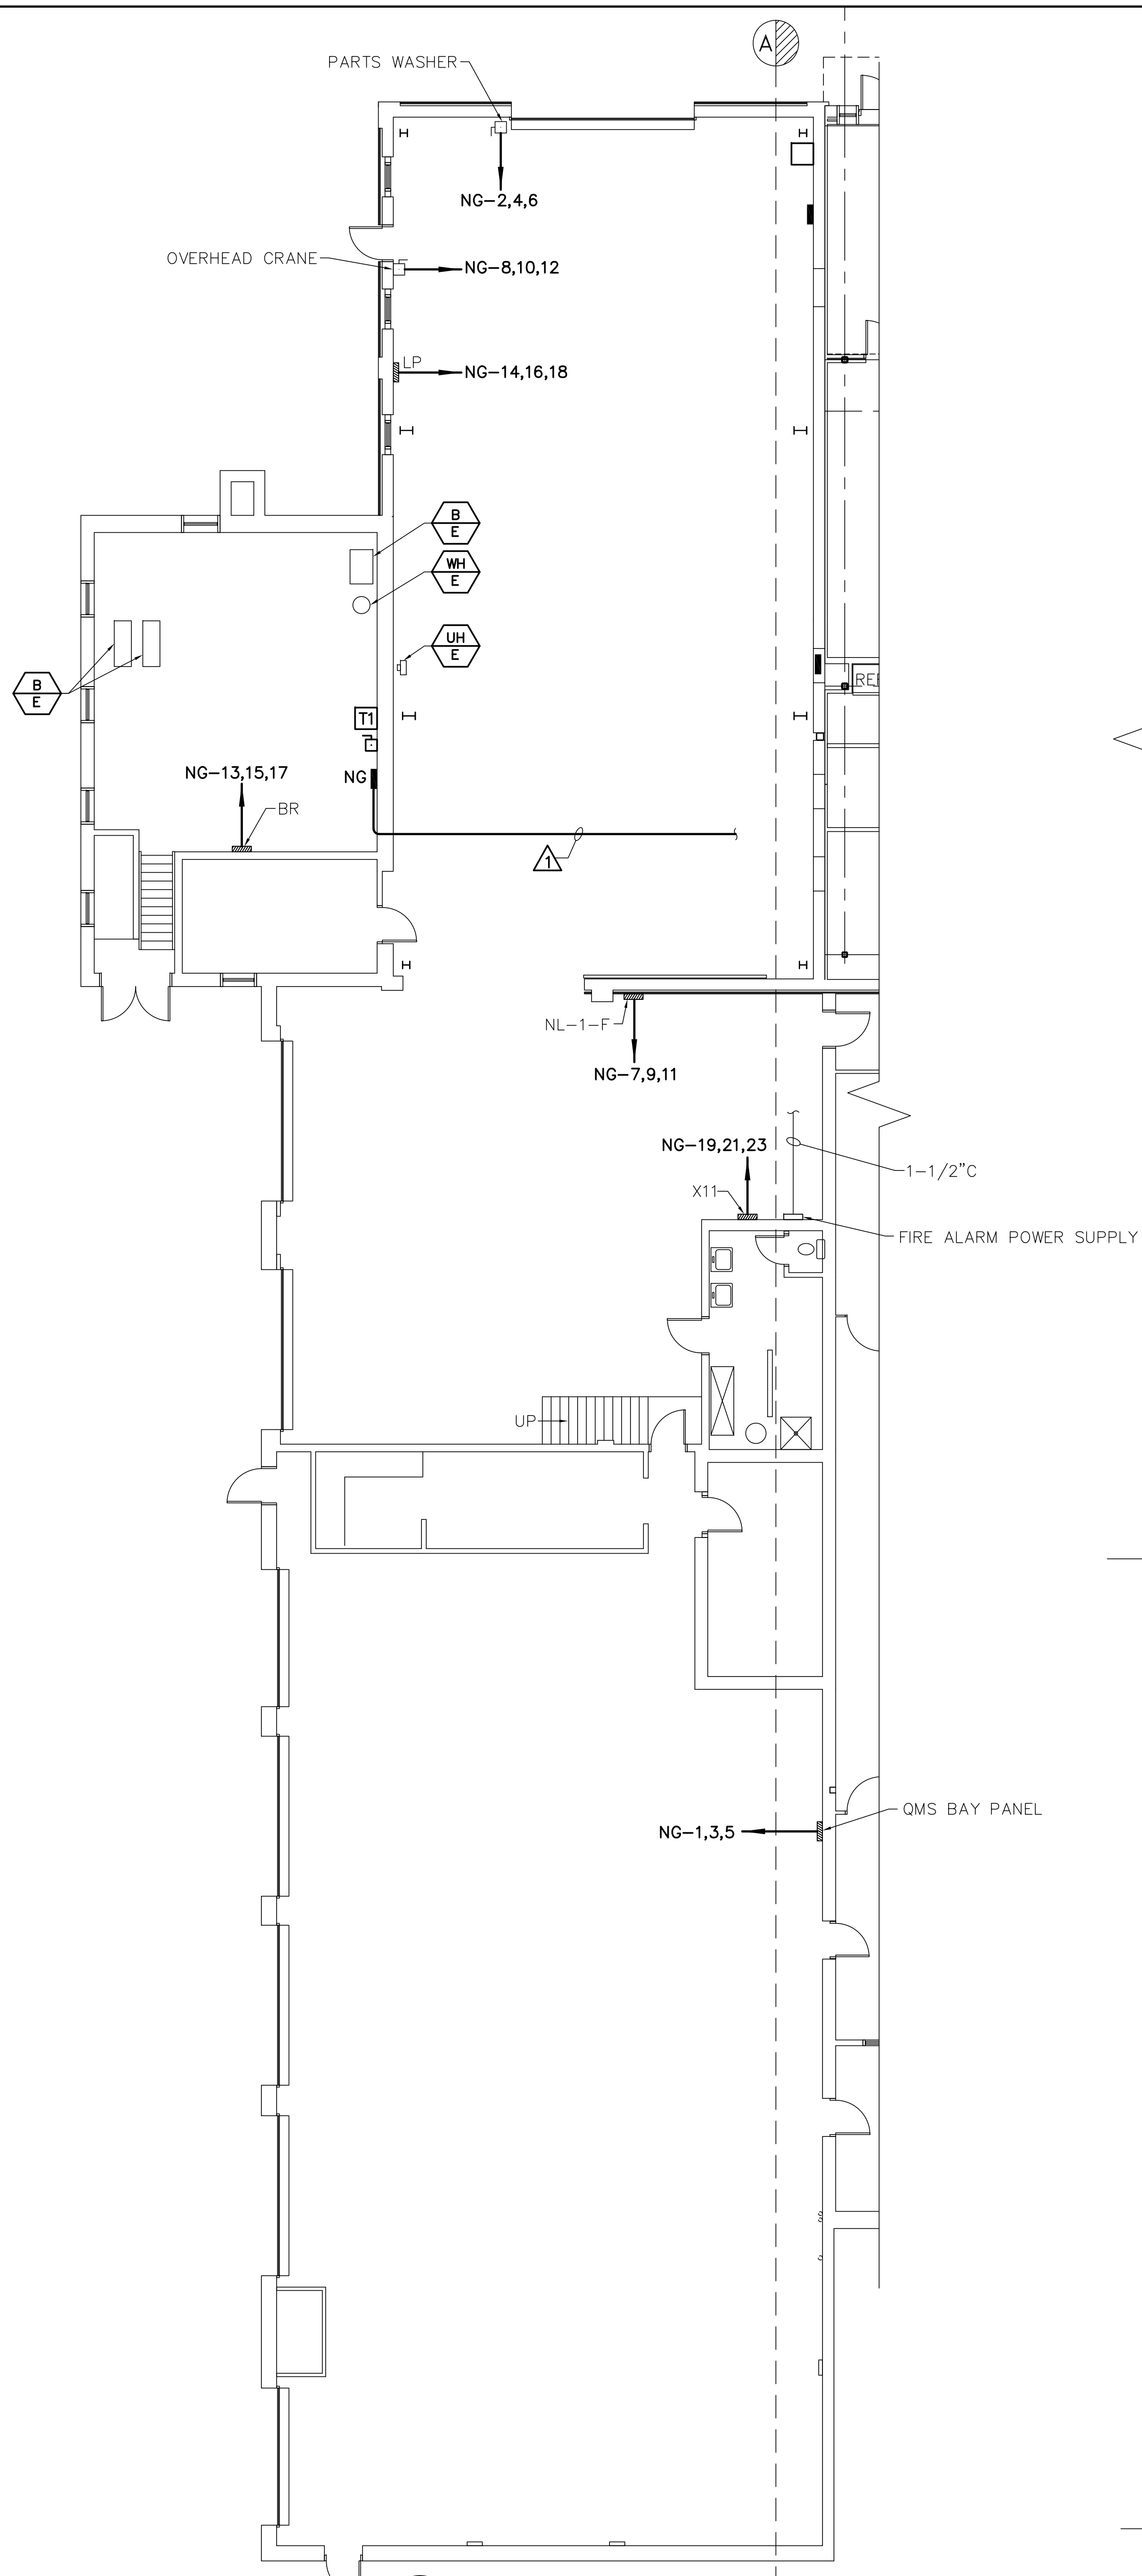 A
PARTS WASHER
NG-2,4,6
OVERHEAD CRANE
NG-8,10,12
LP
NG-14,16,18
B
E
WH
E
UH
E
B
E
T1
NG-13,15,17
NG
BR
1
NL-1-F
NG-7,9,11
NG-19,21,23
1-1/2"C
X11
FIRE ALARM POWER SUPPLY
UP
QMS BAY PANEL
NG-1,3,5